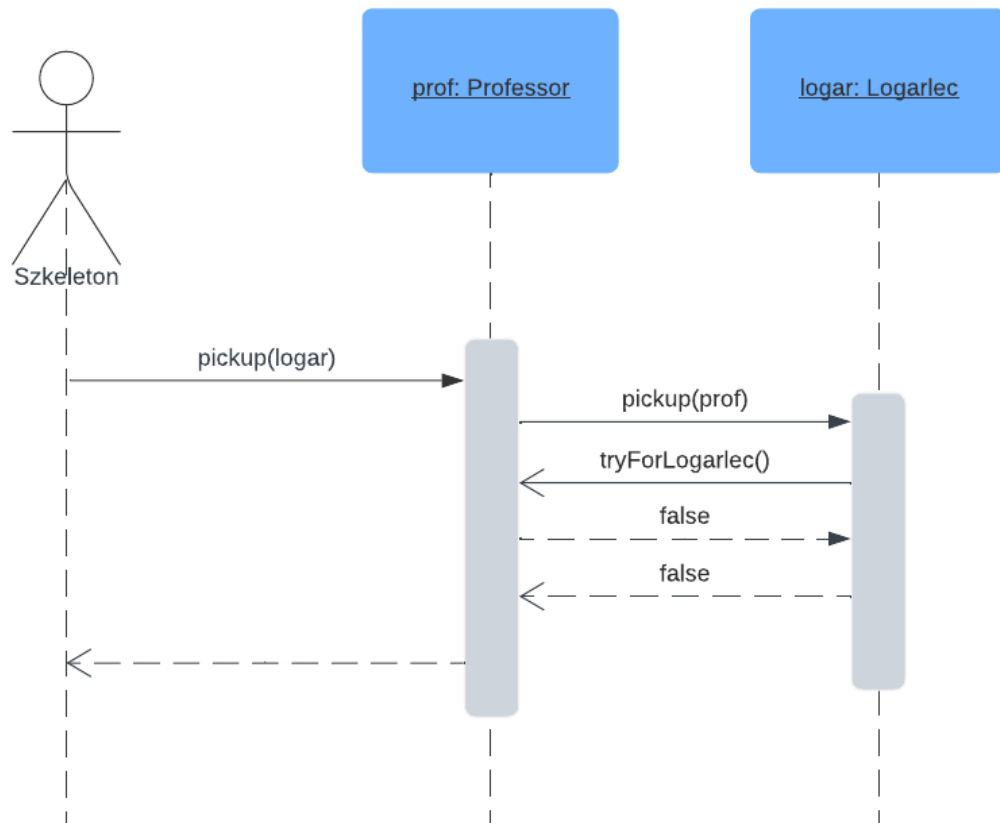 prof: Professor
logar: Logarlec
Szkeleton
pickup(logar)
pickup(prof)
tryForLogarlec()
false
false